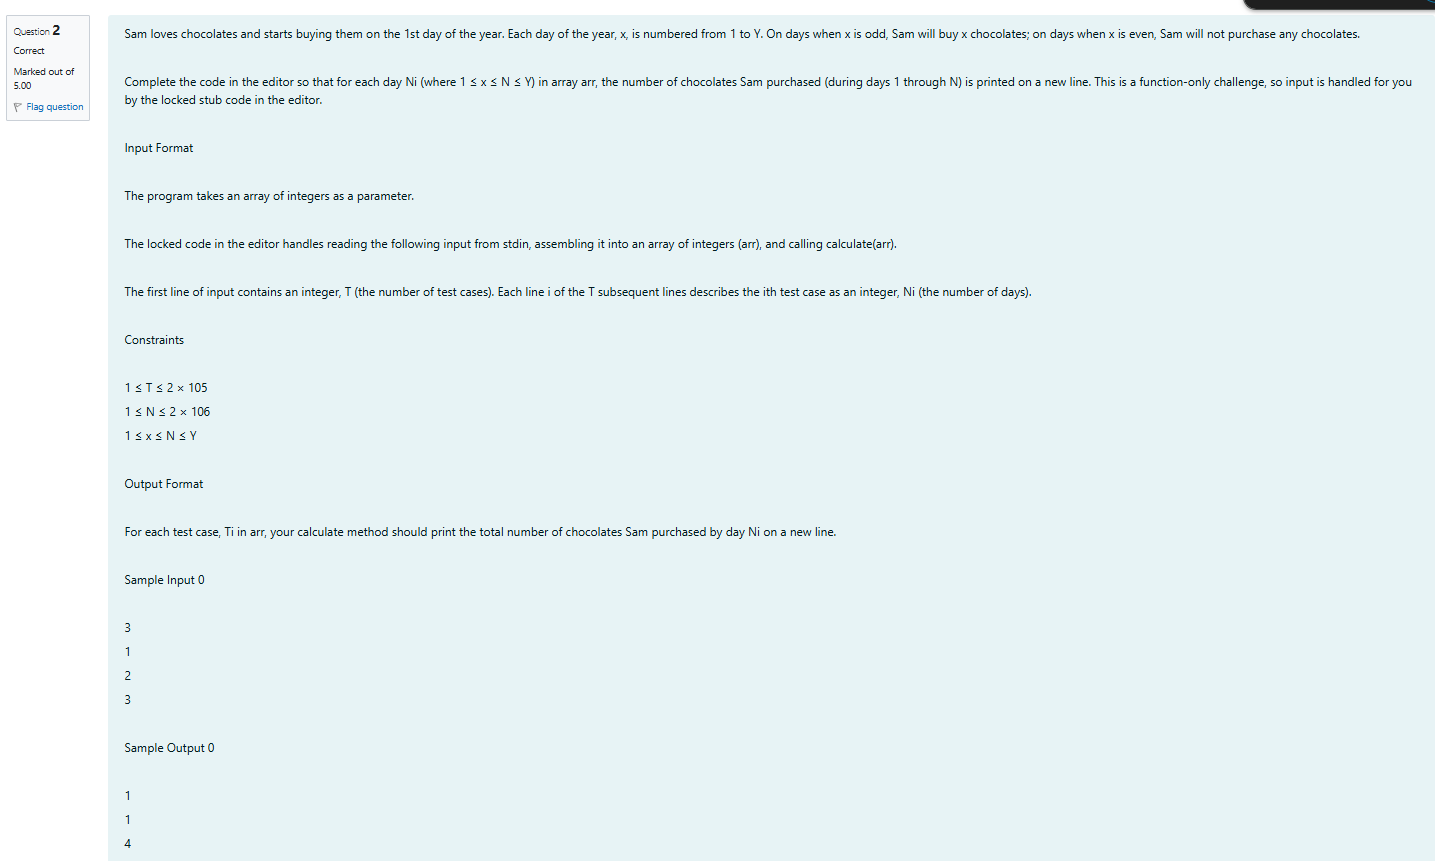 Question 2
Correct
Marked out of
5.00
Flag question
Sam loves chocolates and starts buying them on the 1st day of the year. Each day of the year, x, is numbered from 1 to Y. On days when x is odd, Sam will buy x chocolates; on days when x is even, Sam will not purchase any chocolates.
Complete the code in the editor so that for each day Ni (where 1 ≤ x ≤ N ≤ Y) in array arr, the number of chocolates Sam purchased (during days 1 through N) is printed on a new line. This is a function-only challenge, so input is handled for you
by the locked stub code in the editor.
Input Format
The program takes an array of integers as a parameter.
The locked code in the editor handles reading the following input from stdin, assembling it into an array of integers (arr), and calling calculate(arr).
The first line of input contains an integer, T (the number of test cases). Each line i of the T subsequent lines describes the ith test case as an integer, Ni (the number of days).
Constraints
1 ≤ T ≤ 2 × 105
1 ≤ N ≤ 2 × 106
1 ≤ x ≤ N ≤ Y
Output Format
For each test case, Ti in arr, your calculate method should print the total number of chocolates Sam purchased by day Ni on a new line.
Sample Input 0
3
1
2
3
Sample Output 0
1
1
4